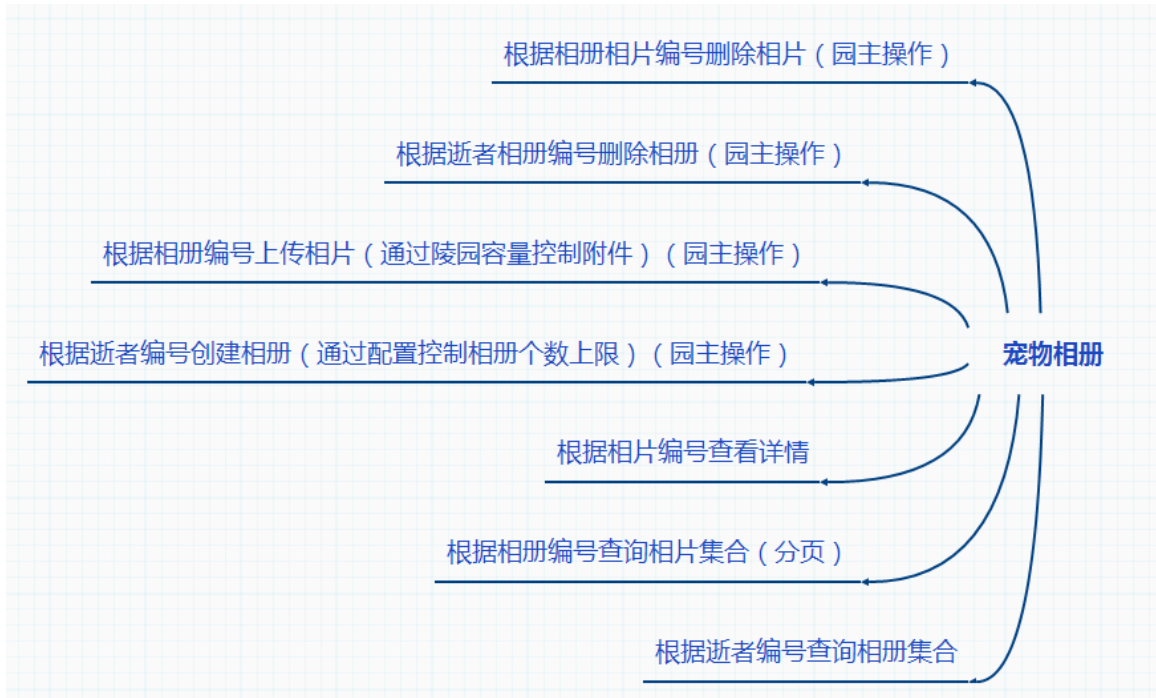 根据相册相片编号删除相片（园主操作）
根据逝者相册编号删除相册（园主操作）
根据相册编号上传相片（通过陵园容量控制附件）（园主操作）
根据逝者编号创建相册（通过配置控制相册个数上限）（园主操作）
宠物相册
根据相片编号查看详情
根据相册编号查询相片集合（分页）
根据逝者编号查询相册集合